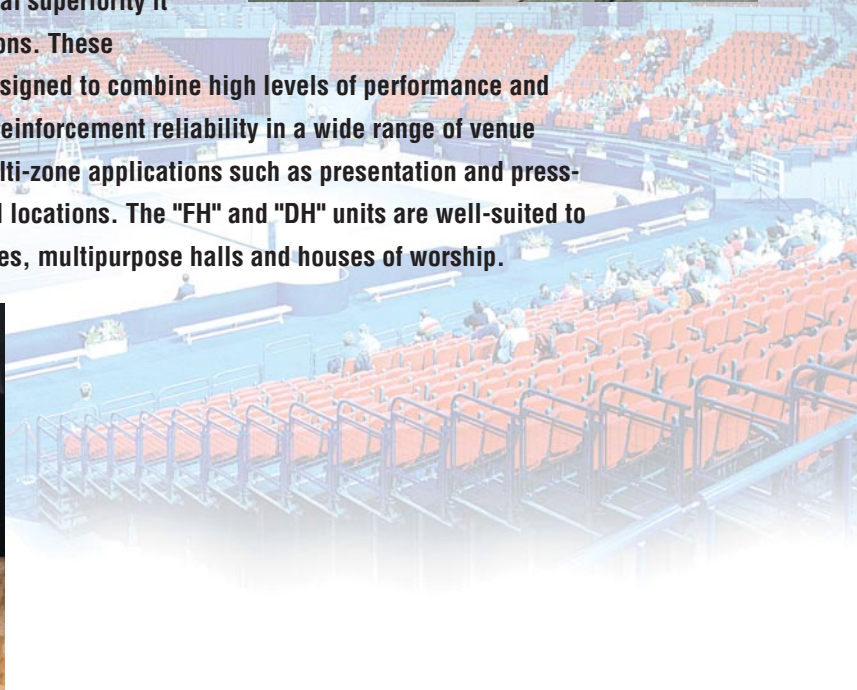 superiority it
ons. These
signed to combine high levels of performance and
einforcement reliability in a wide range of venue
lti-zone applications such as presentation and press-
l locations. The "FH" and "DH" units are well-suited to
es, multipurpose halls and houses of worship.